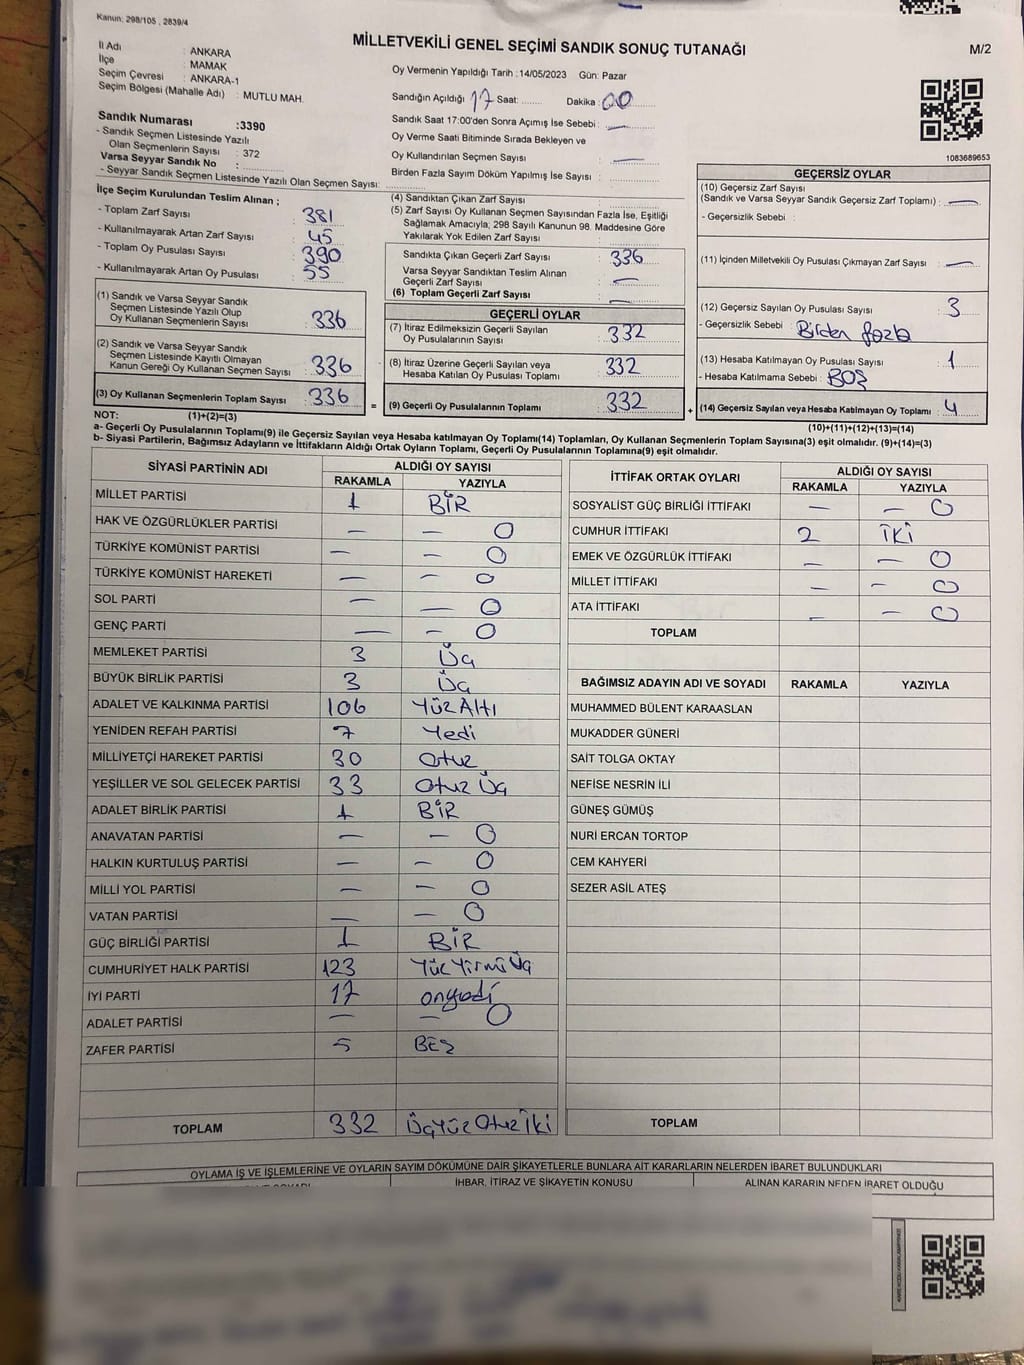 Kanun: 298/105 , 2839/4
MİLLETVEKİLİ GENEL SEÇİMİ SANDIK SONUÇ TUTANAĞI
M/2
İl Adı : ANKARA
İlçe : MAMAK
Seçim Çevresi : ANKARA-1
Seçim Bölgesi (Mahalle Adı) : MUTLU MAH.
Sandık Numarası :3390
- Sandık Seçmen Listesinde Yazılı
Olan Seçmenlerin Sayısı : 372
Varsa Seyyar Sandık No :
- Seyyar Sandık Seçmen Listesinde Yazılı Olan Seçmen Sayısı:
Oy Vermenin Yapıldığı Tarih :14/05/2023 Gün: Pazar
Sandığın Açıldığı 17 Saat: Dakika : 00
Sandık Saat 17:00'den Sonra Açımış İse Sebebi : —
Oy Verme Saati Bitiminde Sırada Bekleyen ve
Oy Kullandırılan Seçmen Sayısı : —
Birden Fazla Sayım Döküm Yapılmış İse Sayısı :
1083689653
İlçe Seçim Kurulundan Teslim Alınan ;
- Toplam Zarf Sayısı : 381
- Kullanılmayarak Artan Zarf Sayısı : 45
- Toplam Oy Pusulası Sayısı : 390
- Kullanılmayarak Artan Oy Pusulası : 55
(1) Sandık ve Varsa Seyyar Sandık
Seçmen Listesinde Yazılı Olup
Oy Kullanan Seçmenlerin Sayısı : 336
(2) Sandık ve Varsa Seyyar Sandık
Seçmen Listesinde Kayıtlı Olmayan
Kanun Gereği Oy Kullanan Seçmen Sayısı : 336
(3) Oy Kullanan Seçmenlerin Toplam Sayısı : 336
(4) Sandıktan Çıkan Zarf Sayısı :
(5) Zarf Sayısı Oy Kullanan Seçmen Sayısından Fazla İse, Eşitliği
Sağlamak Amacıyla, 298 Sayılı Kanunun 98. Maddesine Göre
Yakılarak Yok Edilen Zarf Sayısı :
Sandıkta Çıkan Geçerli Zarf Sayısı : 336
Varsa Seyyar Sandıktan Teslim Alınan
Geçerli Zarf Sayısı : —
(6) Toplam Geçerli Zarf Sayısı : —
GEÇERLİ OYLAR
(7) İtiraz Edilmeksizin Geçerli Sayılan
Oy Pusulalarının Sayısı : 332
(8) İtiraz Üzerine Geçerli Sayılan veya
Hesaba Katılan Oy Pusulası Toplamı : 332
= (9) Geçerli Oy Pusulalarının Toplamı : 332
GEÇERSİZ OYLAR
(10) Geçersiz Zarf Sayısı
(Sandık ve Varsa Seyyar Sandık Geçersiz Zarf Toplamı) : —
- Geçersizlik Sebebi :
(11) İçinden Milletvekili Oy Pusulası Çıkmayan Zarf Sayısı : —
(12) Geçersiz Sayılan Oy Pusulası Sayısı : 3
- Geçersizlik Sebebi : Birden fazla
(13) Hesaba Katılmayan Oy Pusulası Sayısı : 1
- Hesaba Katılmama Sebebi : BOŞ
+ (14) Geçersiz Sayılan veya Hesaba Katılmayan Oy Toplamı : 4
NOT: (1)+(2)=(3)
(10)+(11)+(12)+(13)=(14)
a- Geçerli Oy Pusulalarının Toplamı(9) ile Geçersiz Sayılan veya Hesaba katılmayan Oy Toplamı(14) Toplamları, Oy Kullanan Seçmenlerin Toplam Sayısına(3) eşit olmalıdır. (9)+(14)=(3)
b- Siyasi Partilerin, Bağımsız Adayların ve İttifakların Aldığı Ortak Oyların Toplamı, Geçerli Oy Pusulalarının Toplamına(9) eşit olmalıdır.
SİYASİ PARTİNİN ADI ALDIĞI OY SAYISI
RAKAMLA YAZIYLA
MİLLET PARTİSİ 1 BİR
HAK VE ÖZGÜRLÜKLER PARTİSİ — — 0
TÜRKİYE KOMÜNİST PARTİSİ — — 0
TÜRKİYE KOMÜNİST HAREKETİ — — 0
SOL PARTİ — — 0
GENÇ PARTİ — — 0
MEMLEKET PARTİSİ 3 Üç
BÜYÜK BİRLİK PARTİSİ 3 Üç
ADALET VE KALKINMA PARTİSİ 106 YüzAltı
YENİDEN REFAH PARTİSİ 7 Yedi
MİLLİYETÇİ HAREKET PARTİSİ 30 Otuz
YEŞİLLER VE SOL GELECEK PARTİSİ 33 Otuz Üç
ADALET BİRLİK PARTİSİ 1 BİR
ANAVATAN PARTİSİ — — 0
HALKIN KURTULUŞ PARTİSİ — — 0
MİLLİ YOL PARTİSİ — — 0
VATAN PARTİSİ — — 0
GÜÇ BİRLİĞİ PARTİSİ 1 BİR
CUMHURİYET HALK PARTİSİ 123 Yüz Yirmi Üç
İYİ PARTİ 17 onyedi
ADALET PARTİSİ — — 0
ZAFER PARTİSİ 5 BEŞ
TOPLAM 332 Üçyüz Otuz İki
İTTİFAK ORTAK OYLARI ALDIĞI OY SAYISI
RAKAMLA YAZIYLA
SOSYALİST GÜÇ BİRLİĞİ İTTİFAKI — — 0
CUMHUR İTTİFAKI 2 İKİ
EMEK VE ÖZGÜRLÜK İTTİFAKI — — 0
MİLLET İTTİFAKI — — 0
ATA İTTİFAKI — — 0
TOPLAM
BAĞIMSIZ ADAYIN ADI VE SOYADI RAKAMLA YAZIYLA
MUHAMMED BÜLENT KARAASLAN
MUKADDER GÜNERİ
SAİT TOLGA OKTAY
NEFİSE NESRİN İLİ
GÜNEŞ GÜMÜŞ
NURİ ERCAN TORTOP
CEM KAHYERİ
SEZER ASİL ATEŞ
TOPLAM
OYLAMA İŞ VE İŞLEMLERİNE VE OYLARIN SAYIM DÖKÜMÜNE DAİR ŞİKAYETLERLE BUNLARA AİT KARARLARIN NELERDEN İBARET BULUNDUKLARI
İHBAR, İTİRAZ VE ŞİKAYETİN KONUSU ALINAN KARARIN NEDEN İBARET OLDUĞU